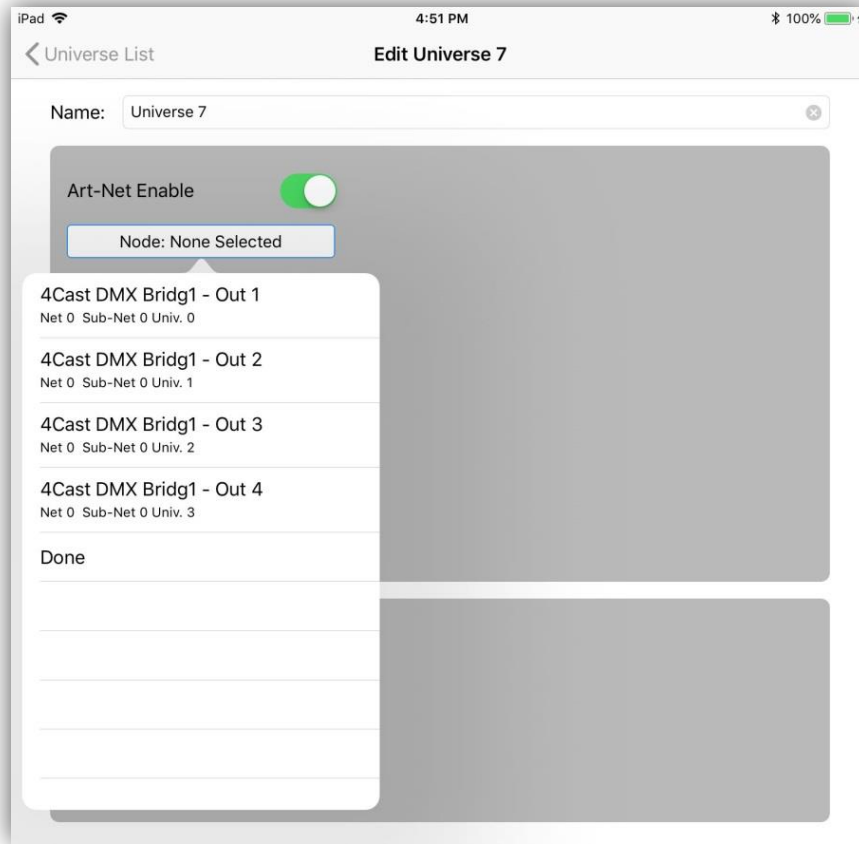 iPad 4:51 PM 100%
Universe List Edit Universe 7
Name: Universe 7
Art-Net Enable
Node: None Selected
4Cast DMX Bridg1 - Out 1
Net 0 Sub-Net 0 Univ. 0
4Cast DMX Bridg1 - Out 2
Net 0 Sub-Net 0 Univ. 1
4Cast DMX Bridg1 - Out 3
Net 0 Sub-Net 0 Univ. 2
4Cast DMX Bridg1 - Out 4
Net 0 Sub-Net 0 Univ. 3
Done